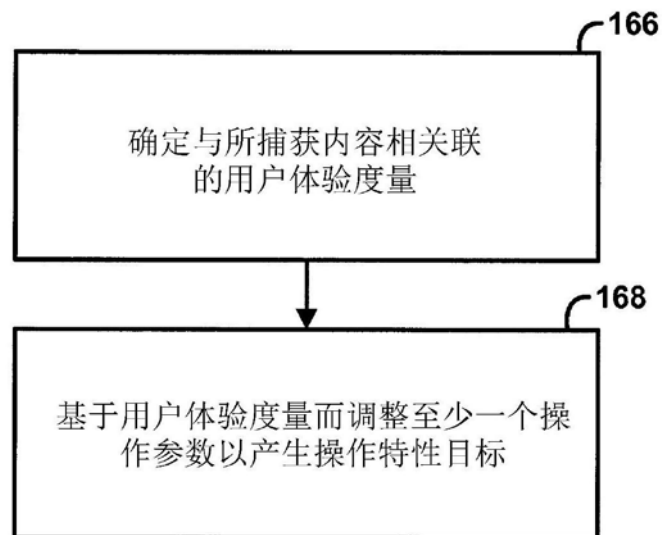 166
确定与所捕获内容相关联
的用户体验度量
168
基于用户体验度量而调整至少一个操
作参数以产生操作特性目标